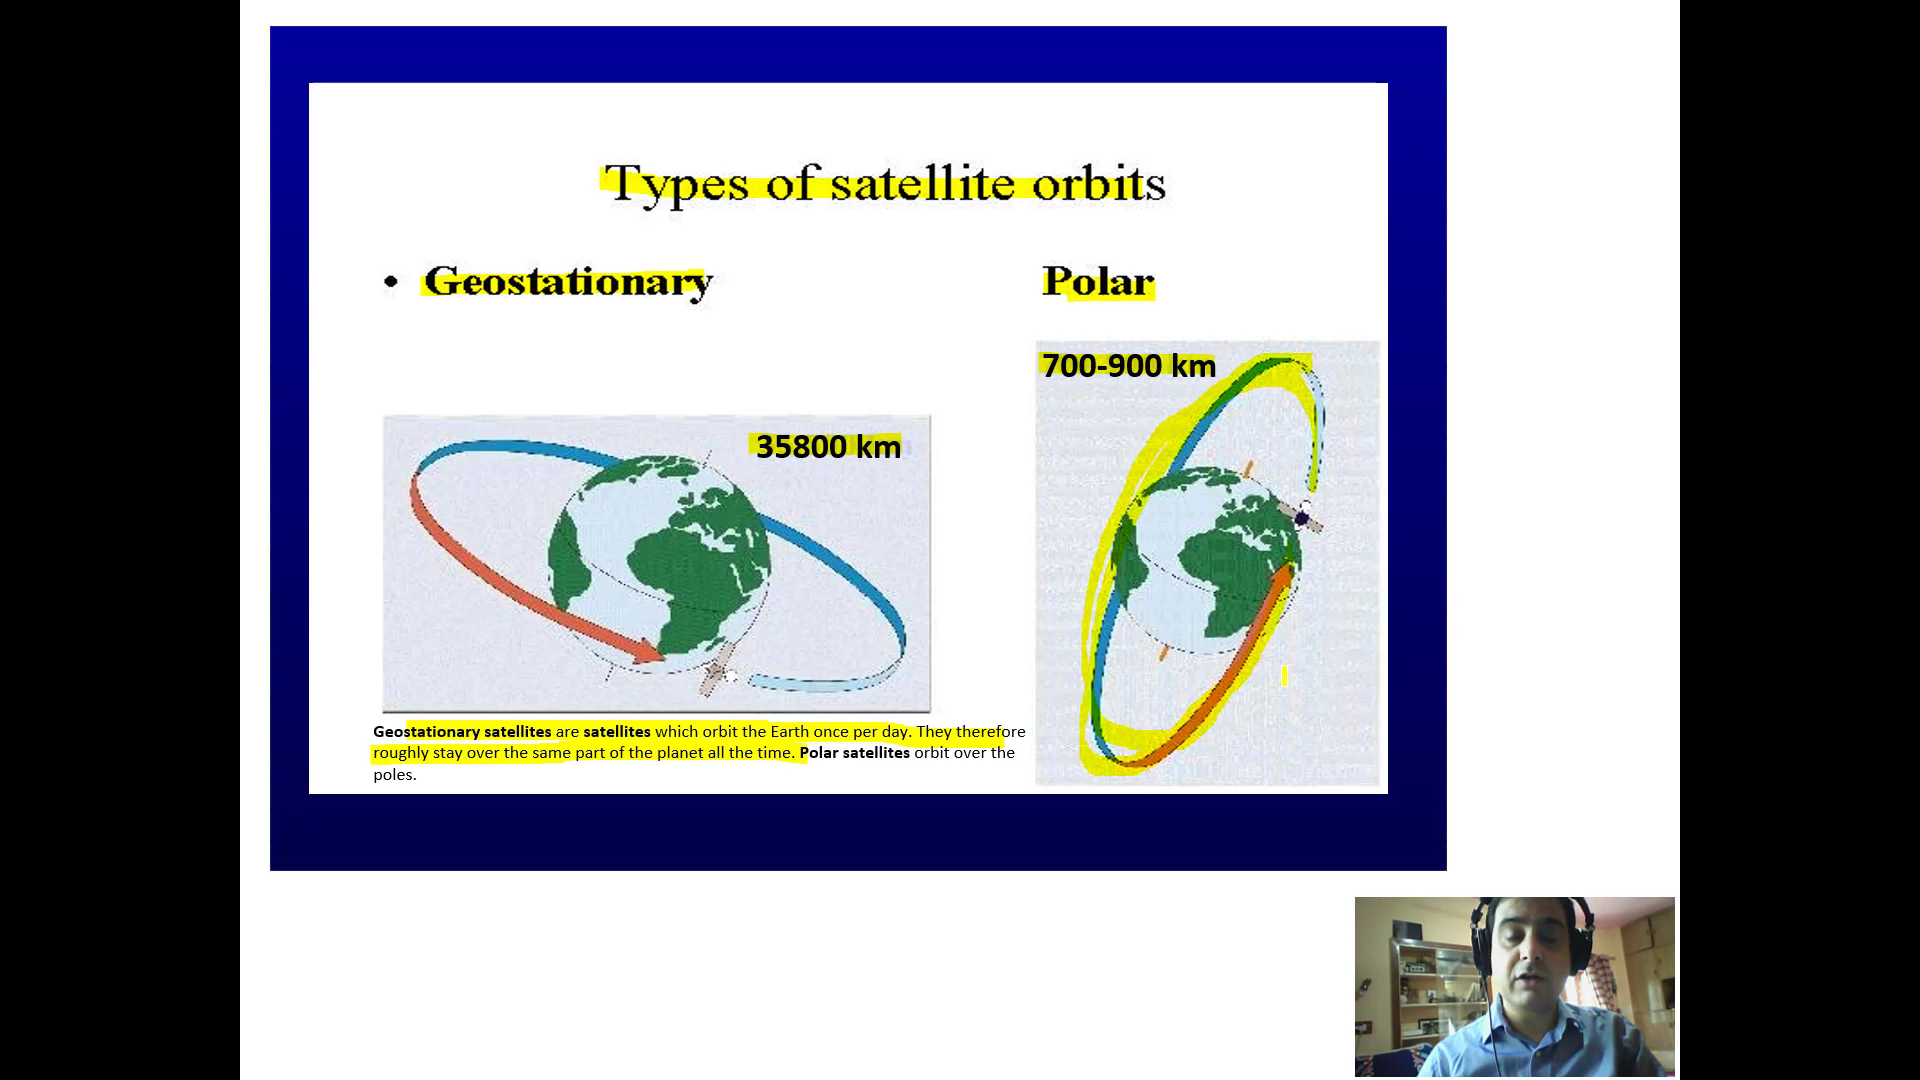 Types of satellite orbits
• Geostationary
Polar
700-900 km
35800 km
Geostationary satellites are satellites which orbit the Earth once per day. They therefore
roughly stay over the same part of the planet all the time. Polar satellites orbit over the
poles.